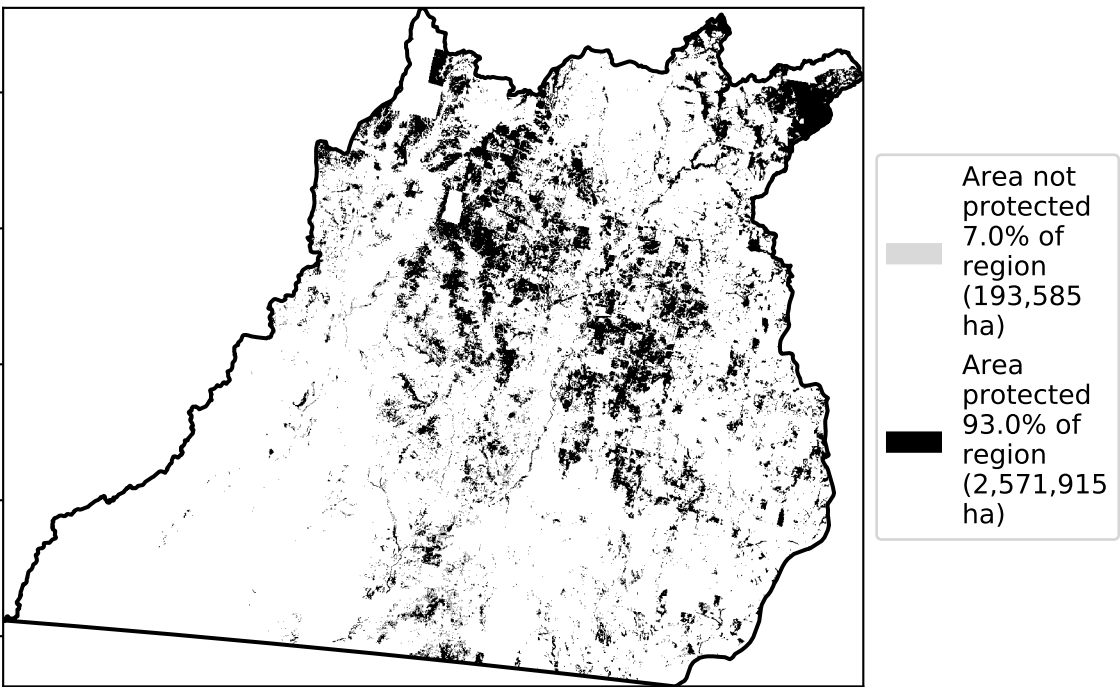 Area not
protected
7.0% of
region
(193,585
ha)
Area
protected
93.0% of
region
(2,571,915
ha)